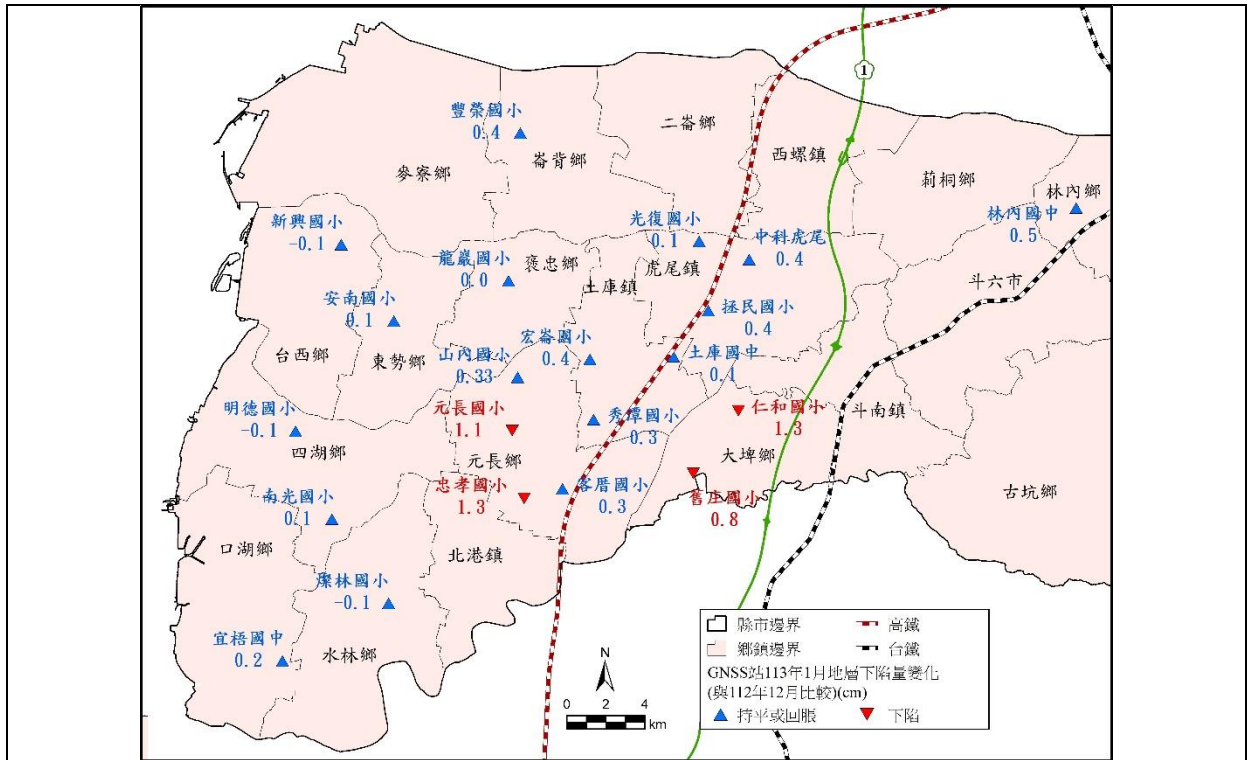 1
二崙鄉
豐榮國小
0.4
崙背鄉
西螺鎮
麥寮鄉
莿桐鄉
林內鄉
林內國中
0.5
新興國小
-0.1
光復國小
0.1
中科虎尾
0.4
龍巖國小
0.0
褒忠鄉
虎尾鎮
土庫鎮
斗六市
安南國小
0.1
拯民國小
0.4
宏崙國小
0.4
台西鄉
東勢鄉
山內國小
0.33
土庫國中
0.1
明德國小
-0.1
元長國小
1.1
秀潭國小
0.3
仁和國小
1.3
斗南鎮
四湖鄉
元長鄉
大埤鄉
忠孝國小
1.3
客厝國小
0.3
舊庄國小
0.8
古坑鄉
南光國小
0.1
口湖鄉
北港鎮
燦林國小
-0.1
宜梧國中
0.2
水林鄉
N
0 2 4
km
縣市邊界
高鐵
鄉鎮邊界
台鐵
GNSS站113年1月地層下陷量變化
(與112年12月比較)(cm)
持平或回脹
下陷